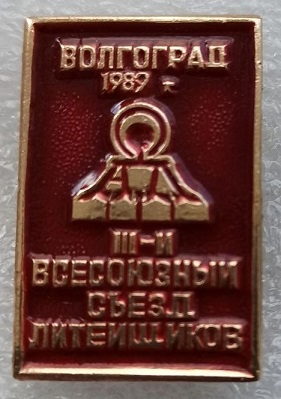 ВОЛГОГРАД
1989
III-Й
ВСЕСОЮЗНЫЙ
СЪЕЗД
ЛИТЕЙЩИКОВ